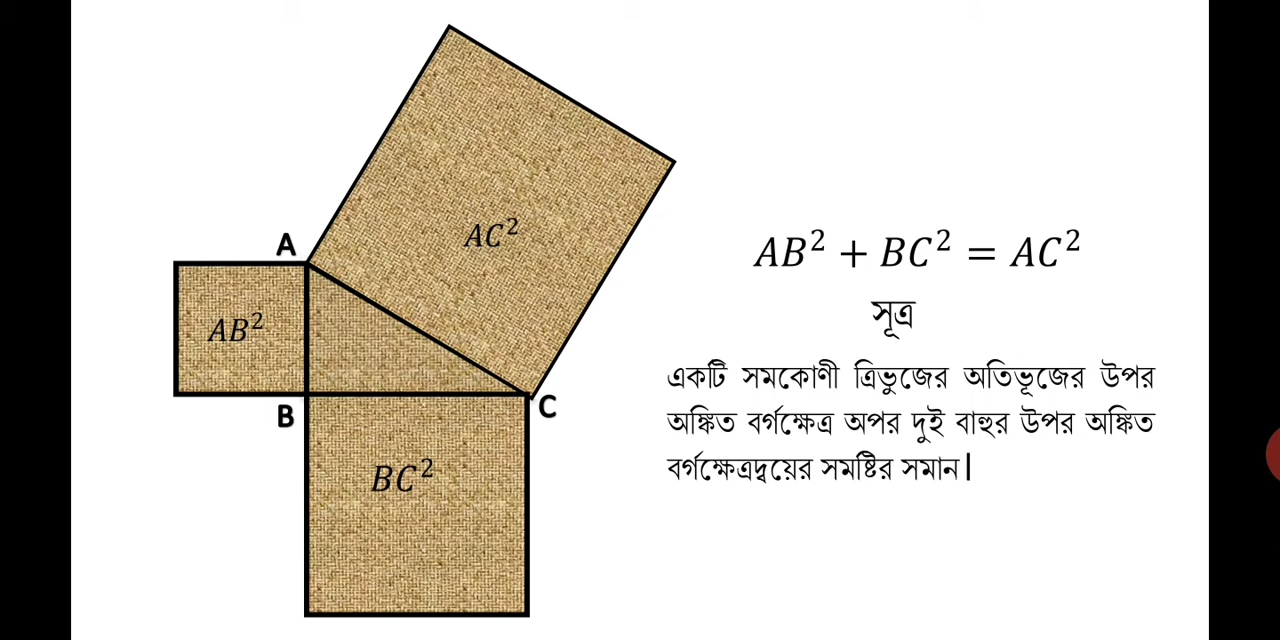 AC²
A
AB²
B
C
BC²
AB² + BC² = AC²
সূত্র
একটি সমকোণী ত্রিভুজের অতিভূজের উপর
অঙ্কিত বর্গক্ষেত্র অপর দুই বাহুর উপর অঙ্কিত
বর্গক্ষেত্রদ্বয়ের সমষ্টির সমান।